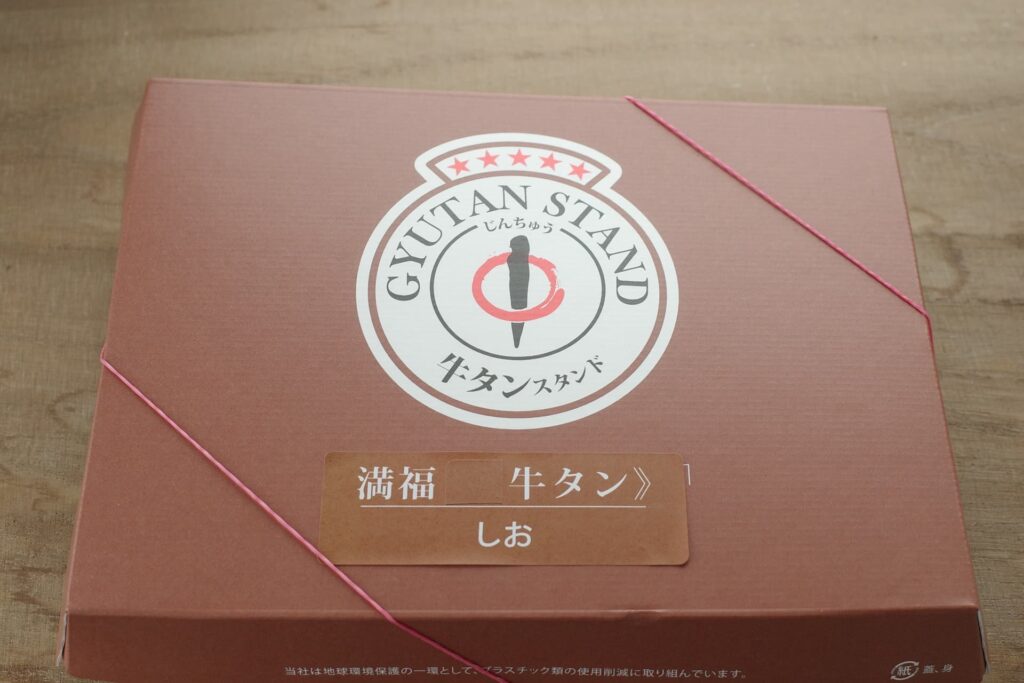 GYUTAN STAND
じんちゅう
牛タンスタンド
満福 牛タン》
しお
当社は地球環境保護の一環として、プラスチック類の使用削減に取り組んでいます。
紙 蓋、身